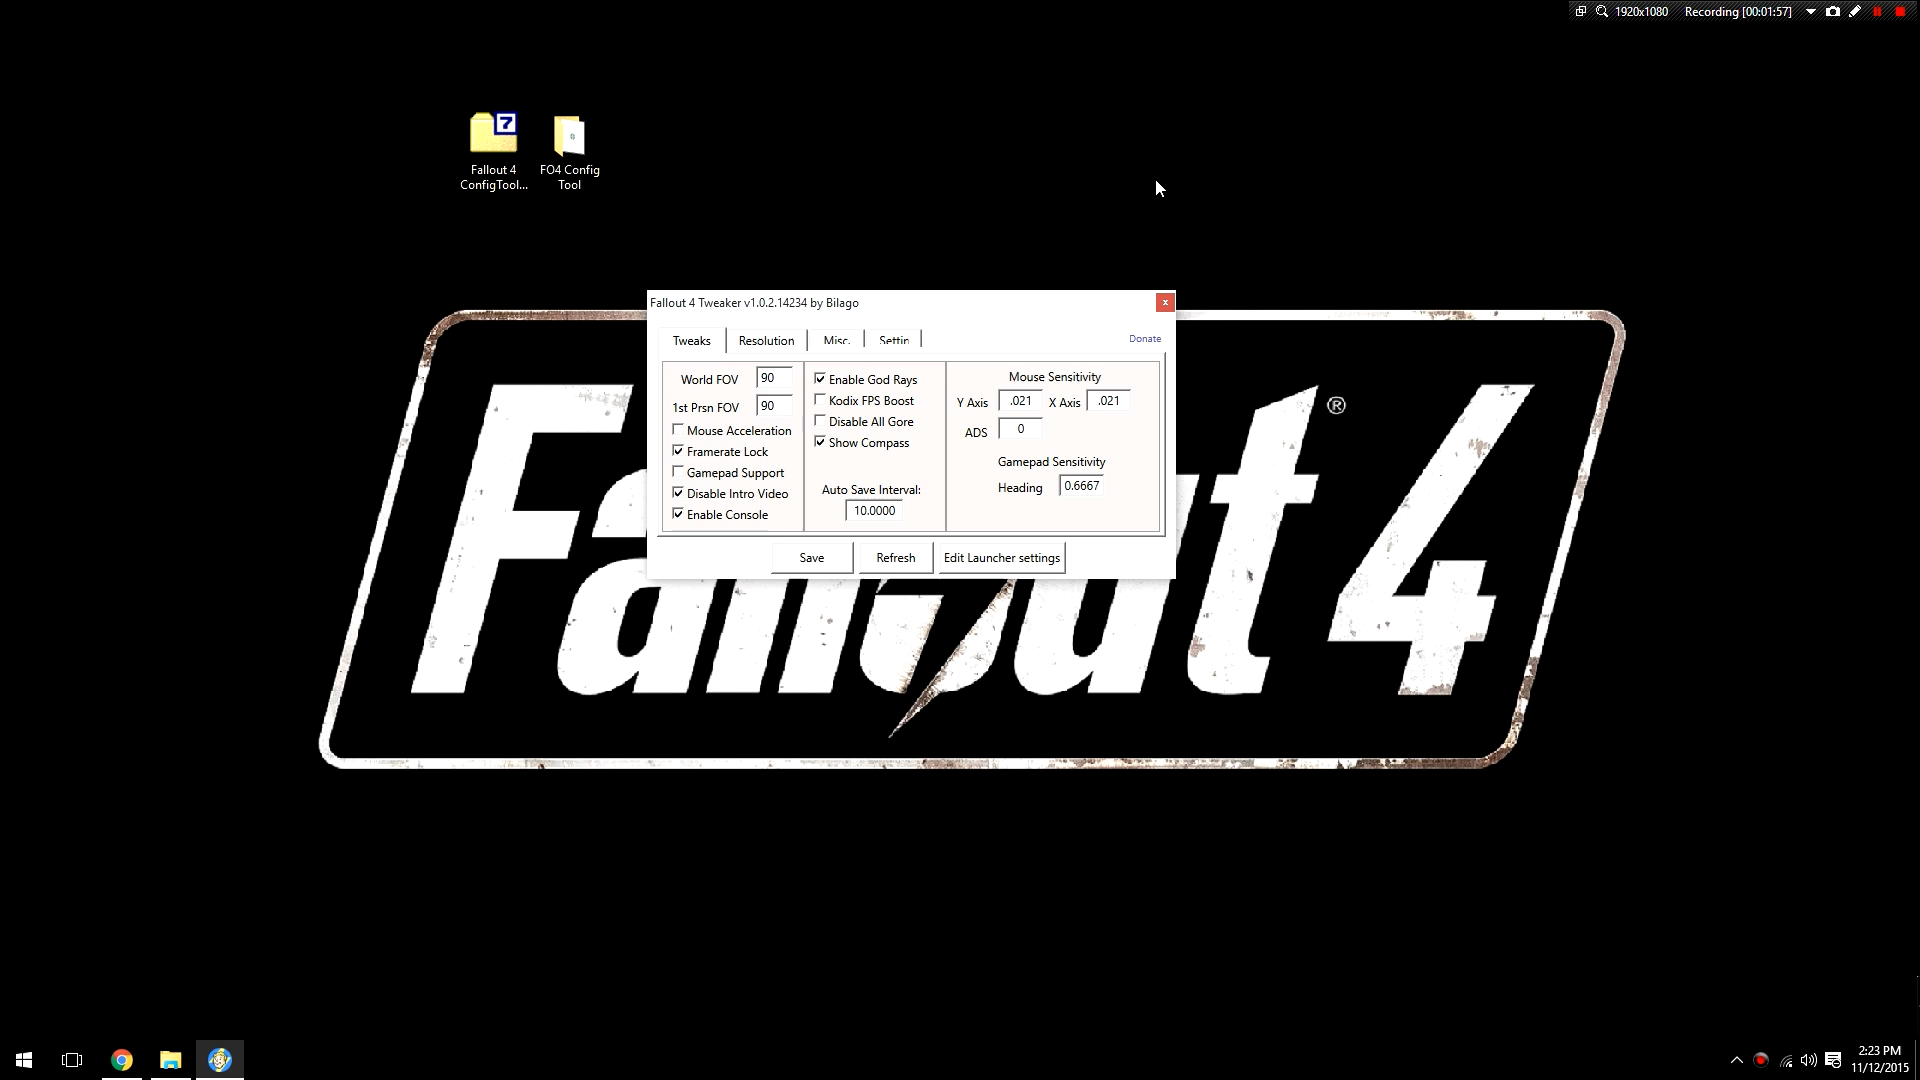 1920x1080 Recording [00:01:57]
7
Fallout 4 ConfigTool...
FO4 Config Tool
Fallout 4 Tweaker v1.0.2.14234 by Bilago
x
Tweaks Resolution Misc. Settin Donate
World FOV 90
1st Prsn FOV 90
Mouse Acceleration
Framerate Lock
Gamepad Support
Disable Intro Video
Enable Console
Enable God Rays
Kodix FPS Boost
Disable All Gore
Show Compass
Auto Save Interval:
10.0000
Mouse Sensitivity
Y Axis .021 X Axis .021
ADS 0
Gamepad Sensitivity
Heading 0.6667
Save Refresh Edit Launcher settings
Fallout 4 ®
2:23 PM
11/12/2015